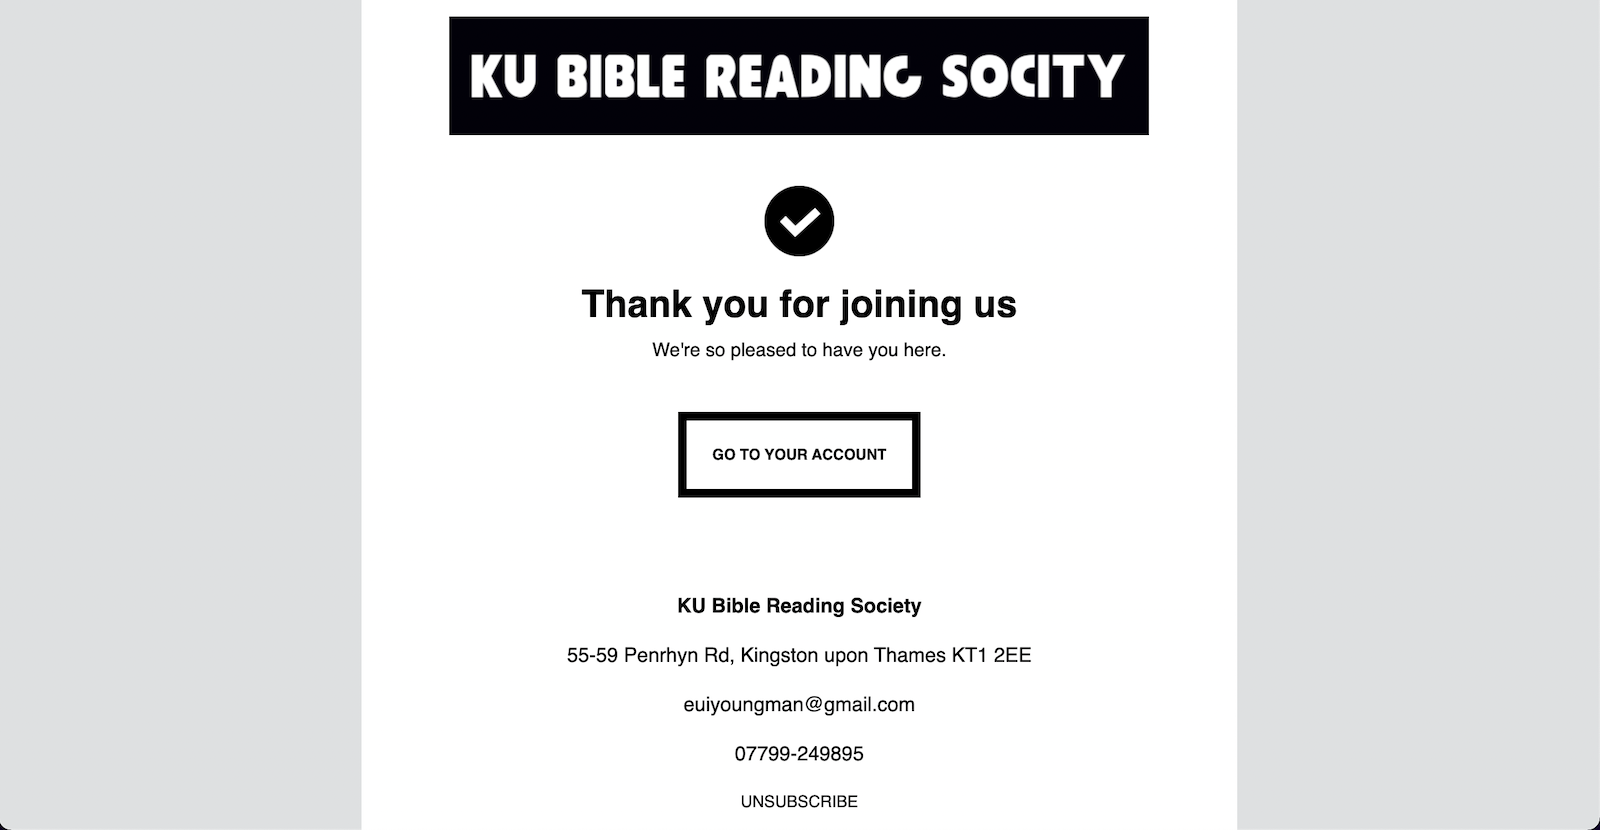 KU BIBLE READING SOCITY
Thank you for joining us
We're so pleased to have you here.
GO TO YOUR ACCOUNT
KU Bible Reading Society
55-59 Penrhyn Rd, Kingston upon Thames KT1 2EE
euiyoungman@gmail.com
07799-249895
UNSUBSCRIBE